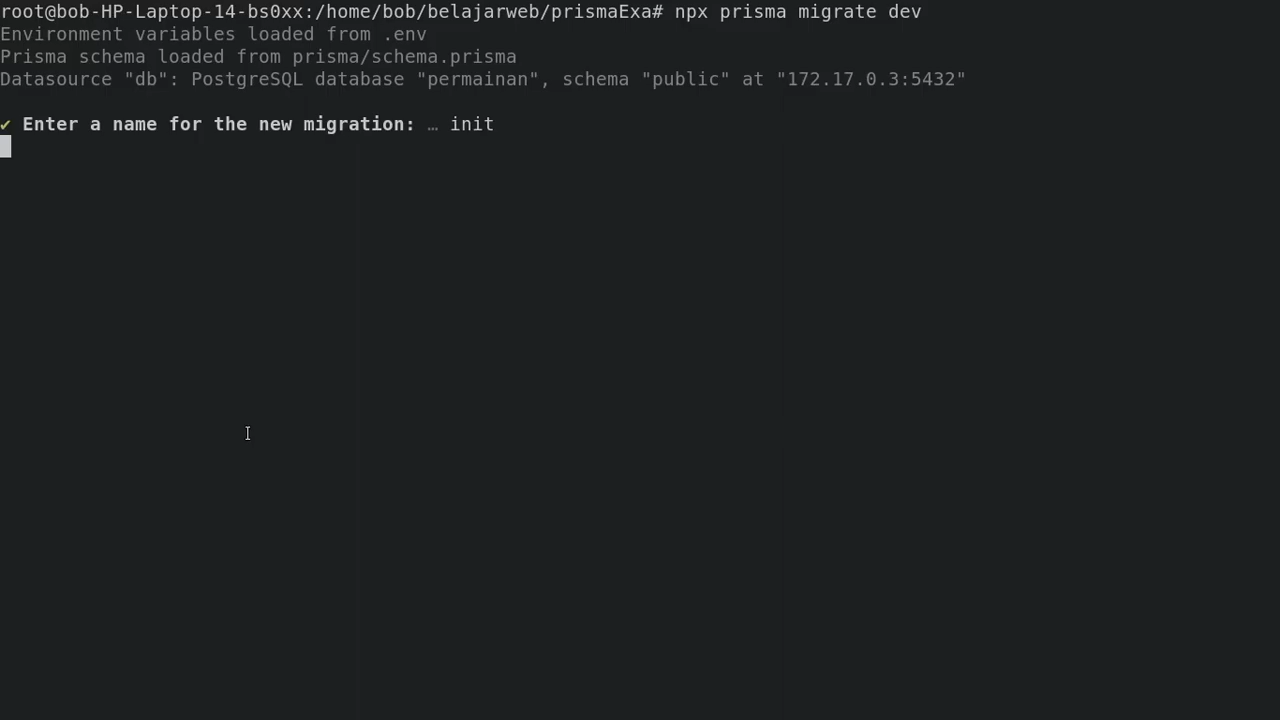 root@bob-HP-Laptop-14-bs0xx:/home/bob/belajarweb/prismaExa# npx prisma migrate dev
Environment variables loaded from .env
Prisma schema loaded from prisma/schema.prisma
Datasource "db": PostgreSQL database "permainan", schema "public" at "172.17.0.3:5432"
✔ Enter a name for the new migration: … init